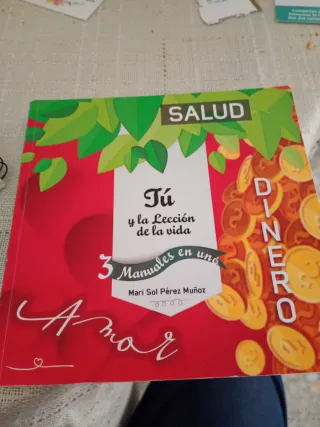 SALUD
Tú
y la Lección
de la vida
3 Manuales en uno
Mari Sol Pérez Muñoz
DINERO
Amor